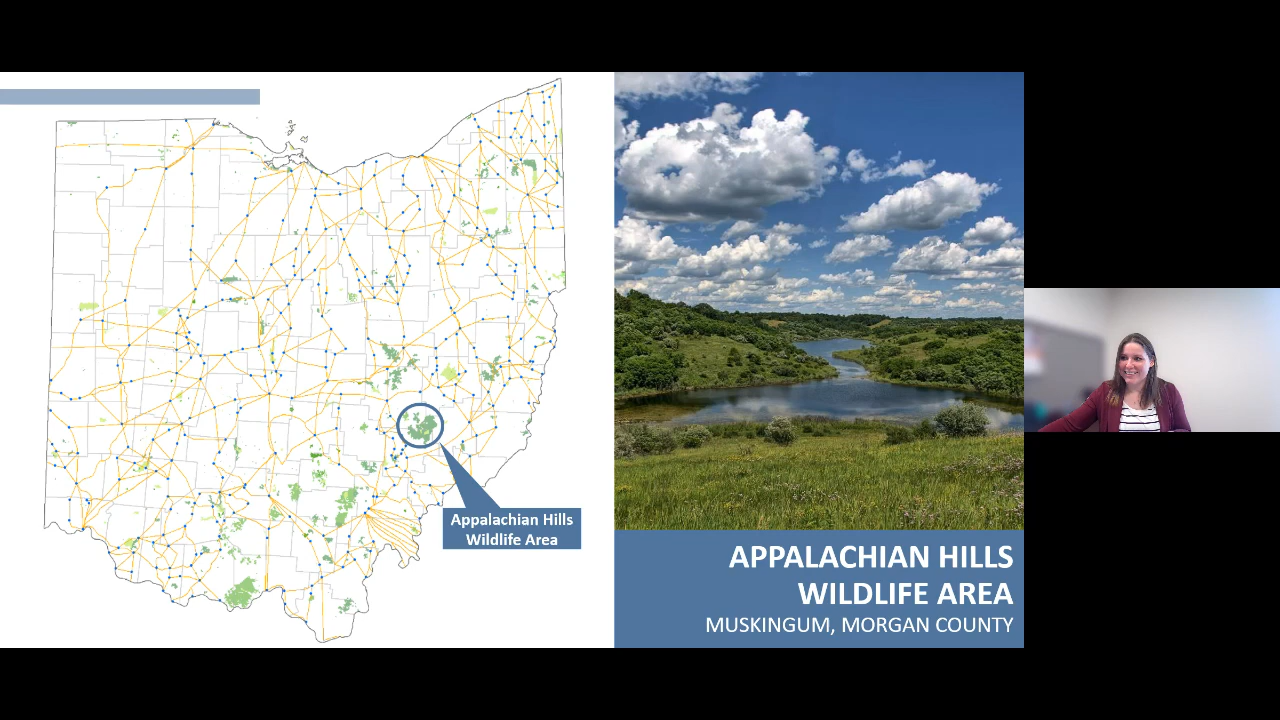 Appalachian Hills
Wildlife Area
APPALACHIAN HILLS
WILDLIFE AREA
MUSKINGUM, MORGAN COUNTY